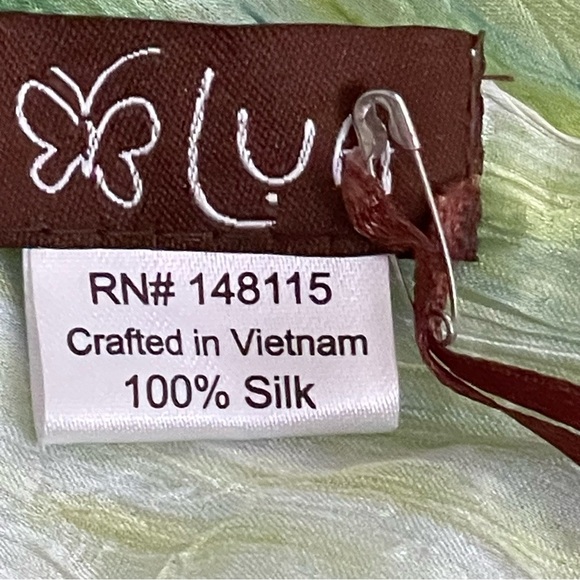 RN# 148115
Crafted in Vietnam
100% Silk